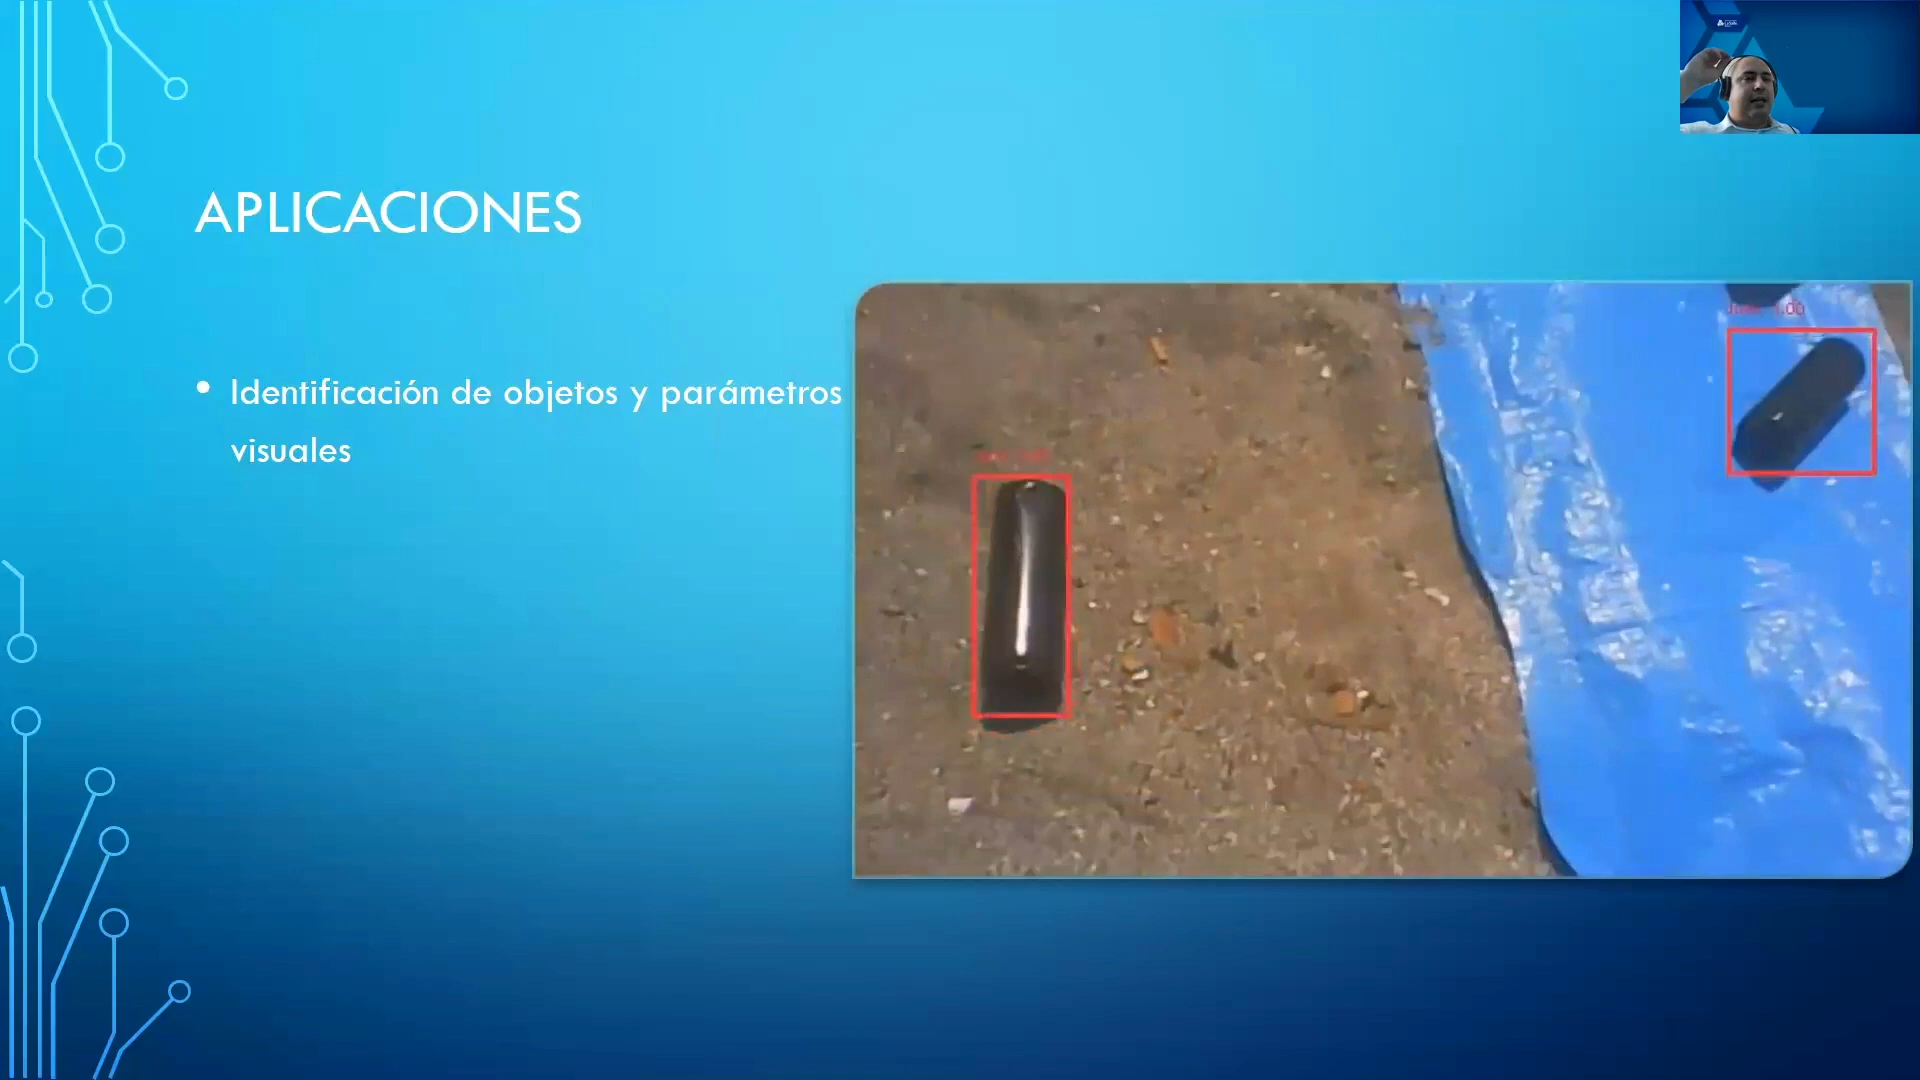 APLICACIONES
• Identificación de objetos y parámetros
visuales